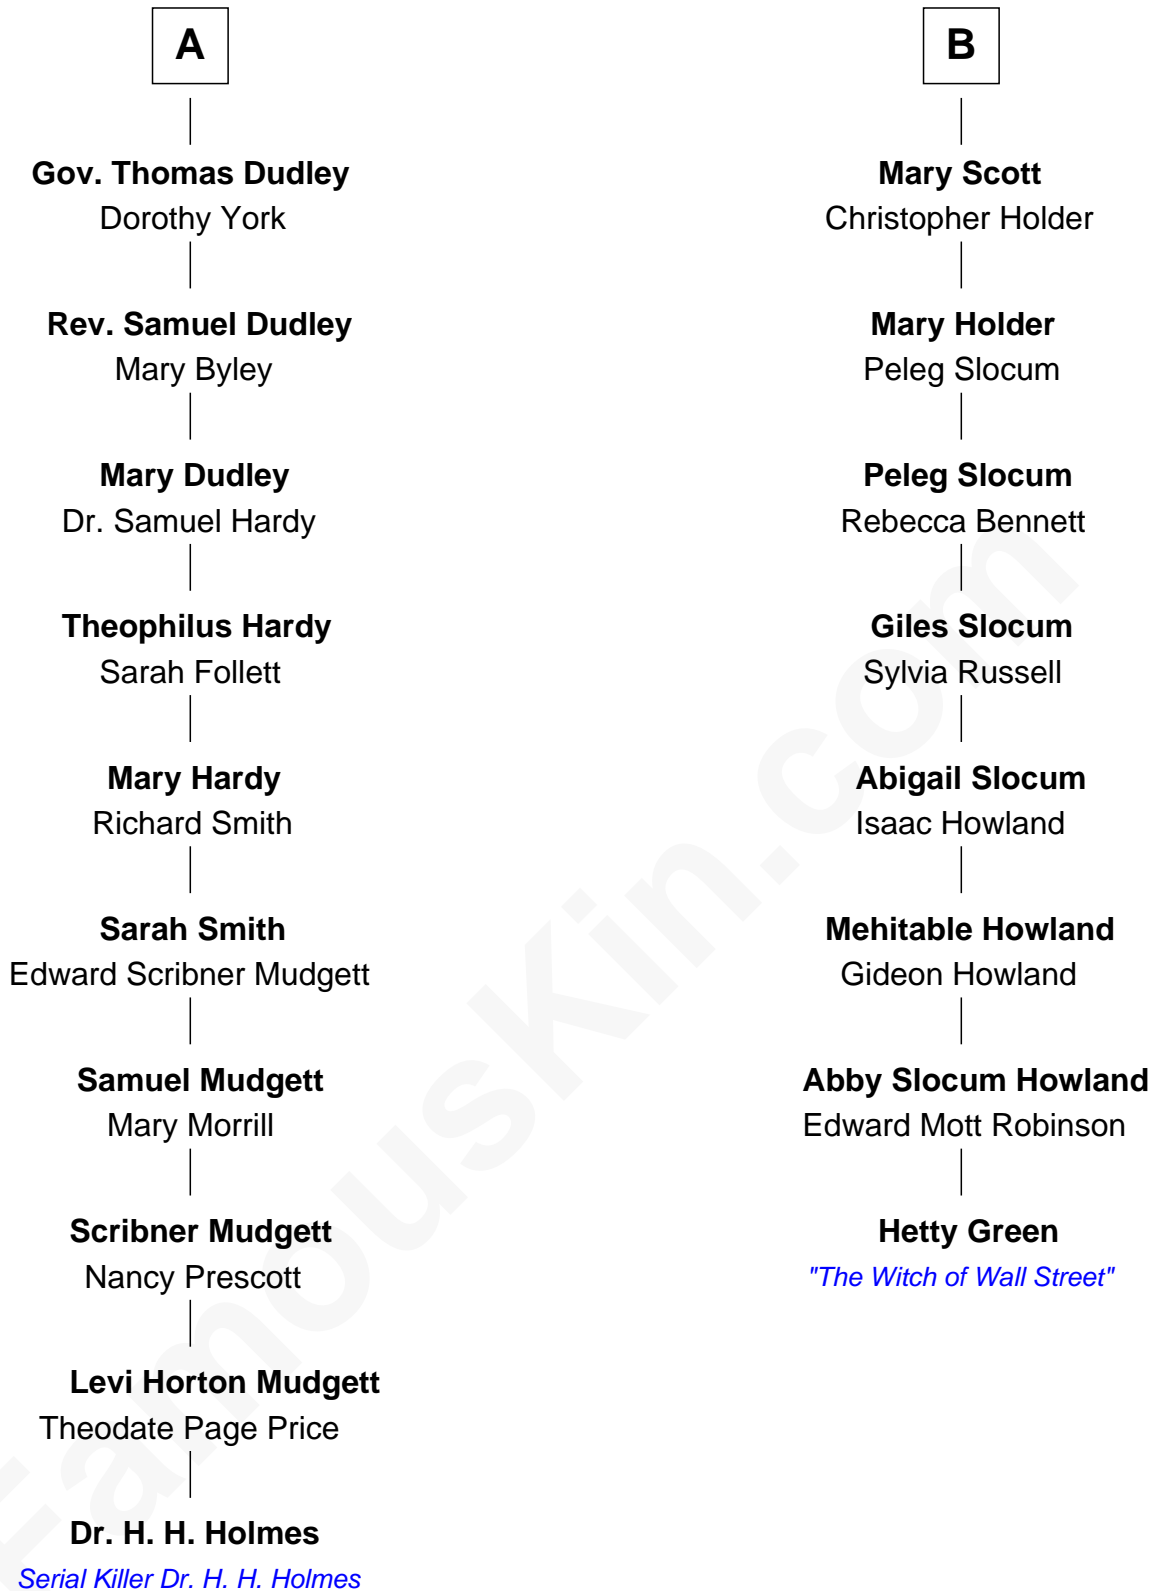 A
Gov. Thomas Dudley
Dorothy York
Rev. Samuel Dudley
Mary Byley
Mary Dudley
Dr. Samuel Hardy
Theophilus Hardy
Sarah Follett
Mary Hardy
Richard Smith
Sarah Smith
Edward Scribner Mudgett
Samuel Mudgett
Mary Morrill
Scribner Mudgett
Nancy Prescott
Levi Horton Mudgett
Theodate Page Price
Dr. H. H. Holmes
Serial Killer Dr. H. H. Holmes
B
Mary Scott
Christopher Holder
Mary Holder
Peleg Slocum
Peleg Slocum
Rebecca Bennett
Giles Slocum
Sylvia Russell
Abigail Slocum
Isaac Howland
Mehitable Howland
Gideon Howland
Abby Slocum Howland
Edward Mott Robinson
Hetty Green
"The Witch of Wall Street"
FamousKin.com